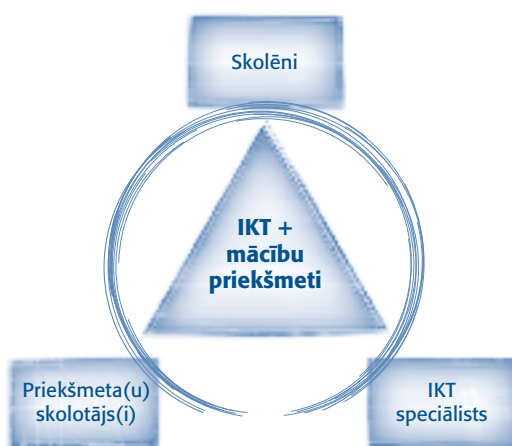 Skolēni
IKT +
mācību
priekšmeti
Priekšmeta(u)
skolotājs(i)
IKT
speciālists